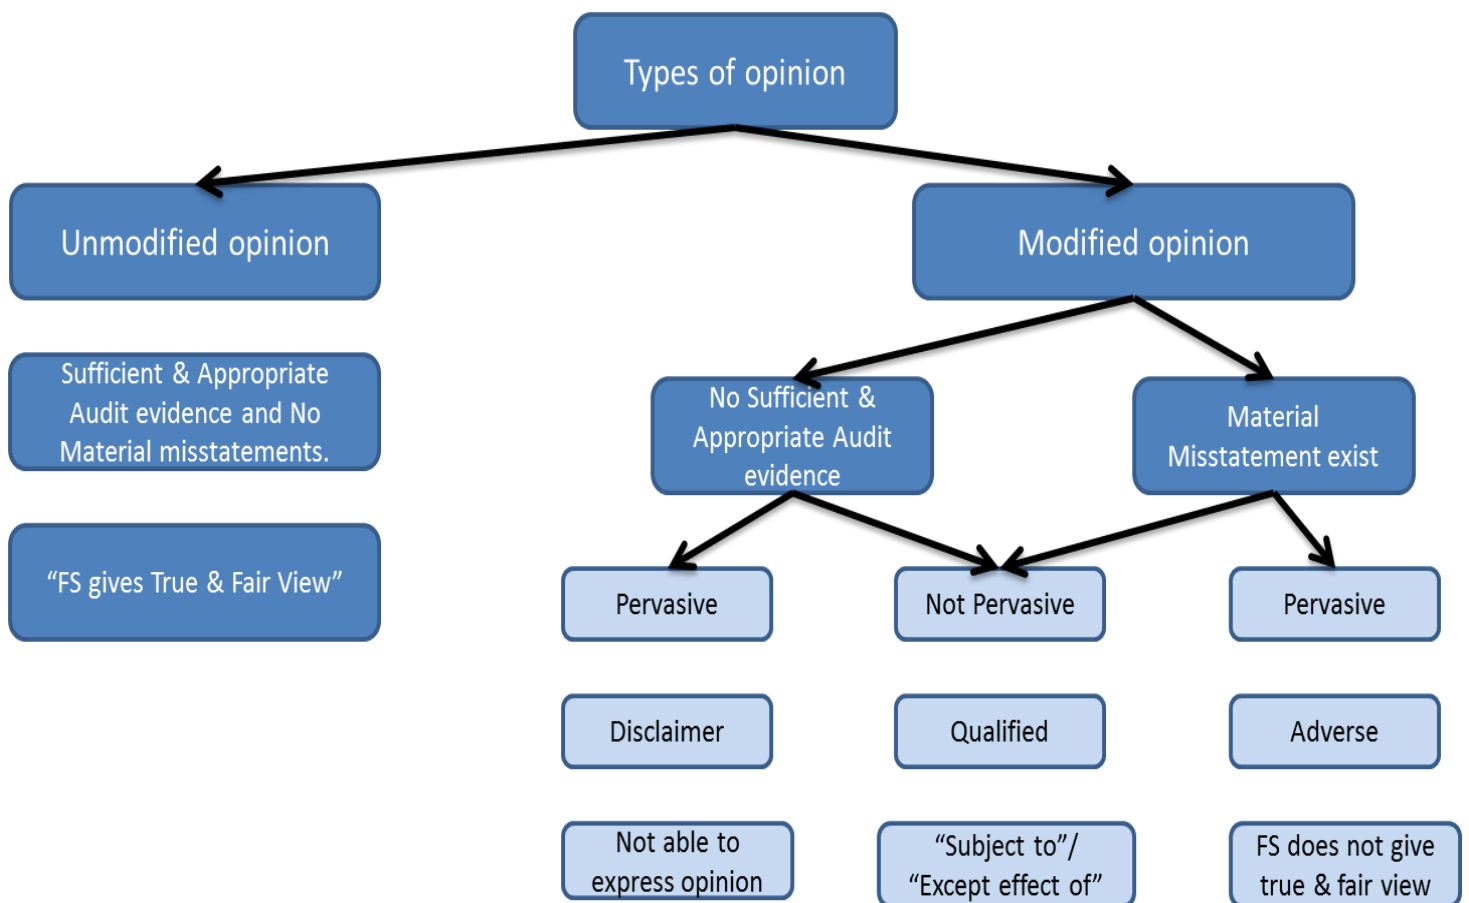 Types of opinion
Unmodified opinion
Modified opinion
Sufficient & Appropriate
Audit evidence and No
Material misstatements.
No Sufficient &
Appropriate Audit
evidence
Material
Misstatement exist
“FS gives True & Fair View”
Pervasive
Not Pervasive
Pervasive
Disclaimer
Qualified
Adverse
Not able to
express opinion
“Subject to”/
“Except effect of”
FS does not give
true & fair view